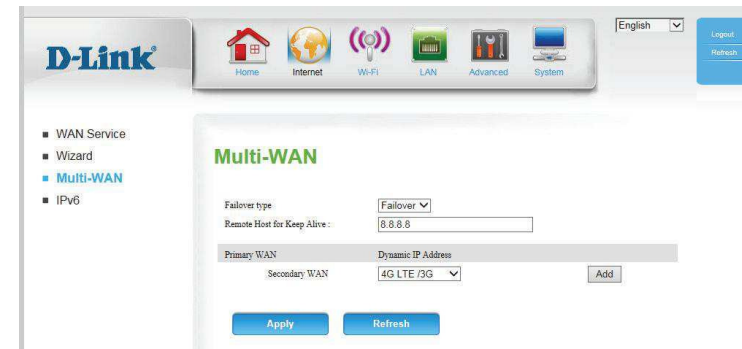 D-Link
Home Internet Wi-Fi LAN Advanced System
English
Logout
Refresh
WAN Service
Wizard
Multi-WAN
IPv6
Multi-WAN
Failover type Failover
Remote Host for Keep Alive : 8.8.8.8
Primary WAN Dynamic IP Address
Secondary WAN 4G LTE /3G Add
Apply Refresh